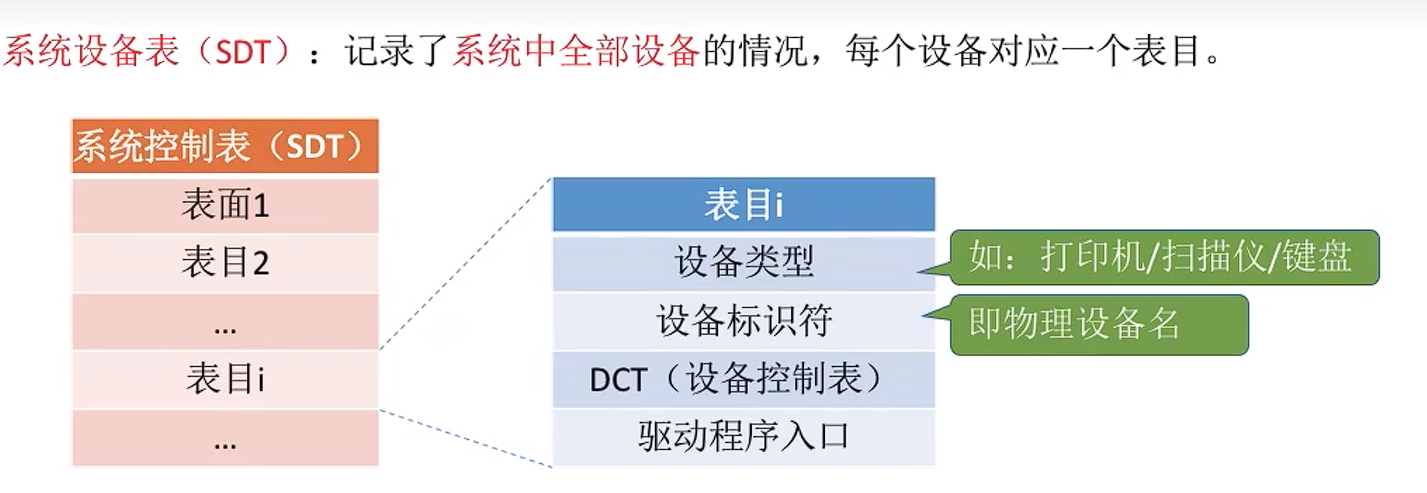 系统设备表（SDT）：记录了系统中全部设备的情况，每个设备对应一个表目。
系统控制表（SDT）
表面1
表目2
...
表目i
...
表目i
设备类型
设备标识符
DCT（设备控制表）
驱动程序入口
如：打印机/扫描仪/键盘
即物理设备名